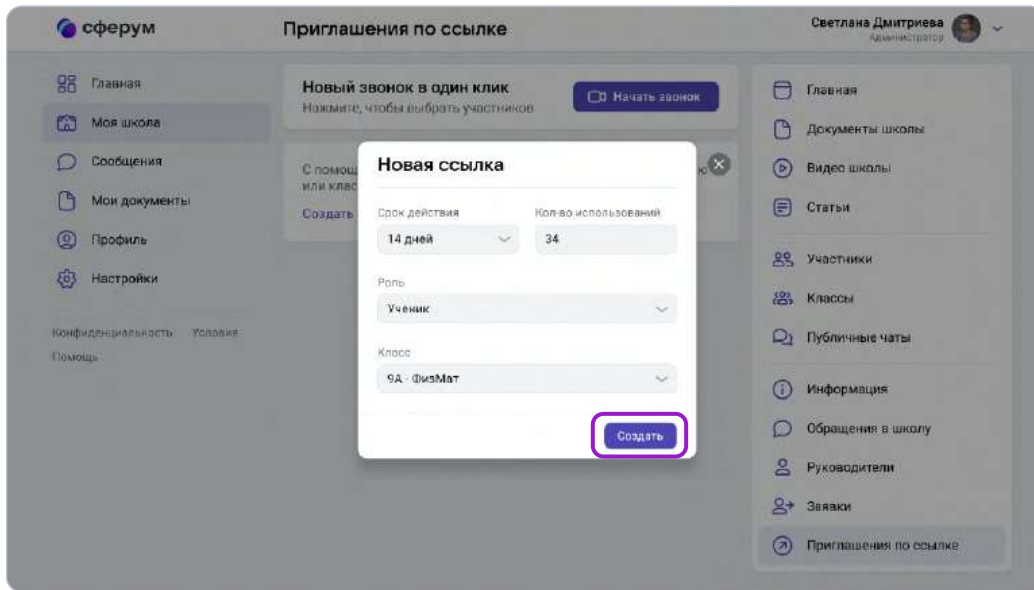 сферум
Приглашения по ссылке
Светлана Дмитриева
Администратор
Главная
Моя школа
Сообщения
Мои документы
Профиль
Настройки
Конфиденциальность Условия
Помощь
Новый звонок в один клик
Нажмите, чтобы выбрать участников
Начать звонок
С помощ
ю
или клас
Создать
Новая ссылка
Срок действия
Кол-во использований
14 дней
34
Роль
Ученик
Класс
9А - ФизМат
Создать
Главная
Документы школы
Видео школы
Статьи
Участники
Классы
Публичные чаты
Информация
Обращения в школу
Руководители
Заявки
Приглашения по ссылке